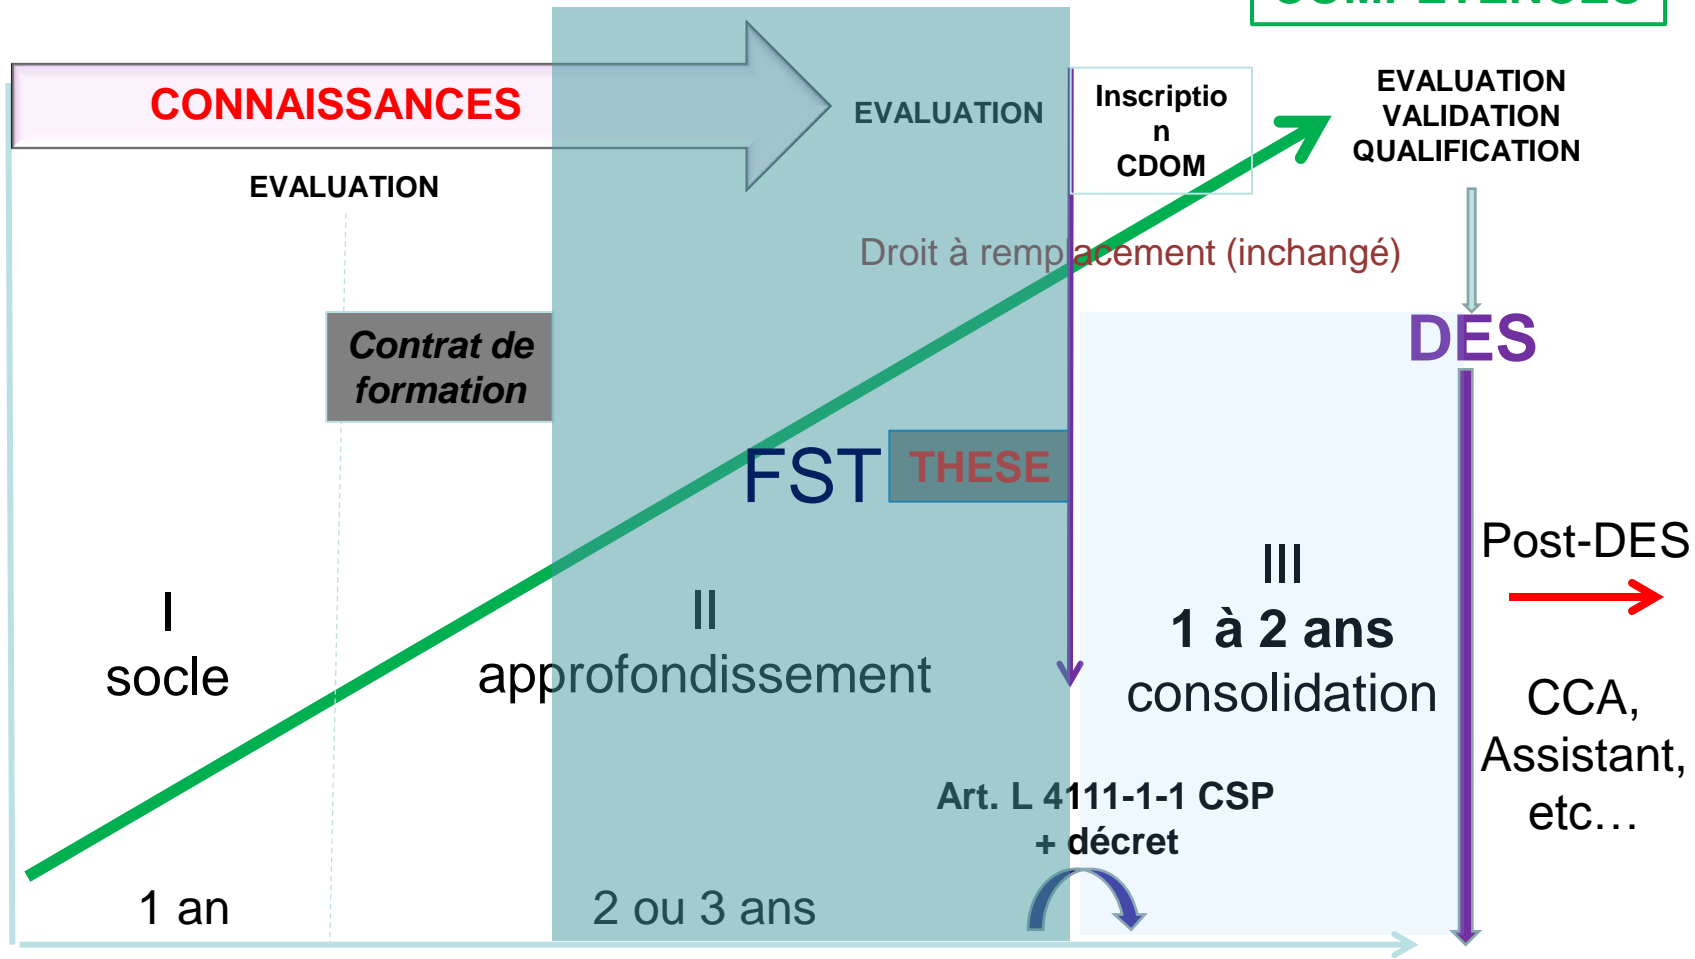 COMPETENCES
CONNAISSANCES
EVALUATION
EVALUATION
Inscriptio
n
CDOM
EVALUATION
VALIDATION
QUALIFICATION
Droit à remplacement (inchangé)
Contrat de
formation
DES
FST
THESE
Post-DES
I
socle
II
approfondissement
III
1 à 2 ans
consolidation
CCA,
Assistant,
etc…
Art. L 4111-1-1 CSP
+ décret
1 an
2 ou 3 ans